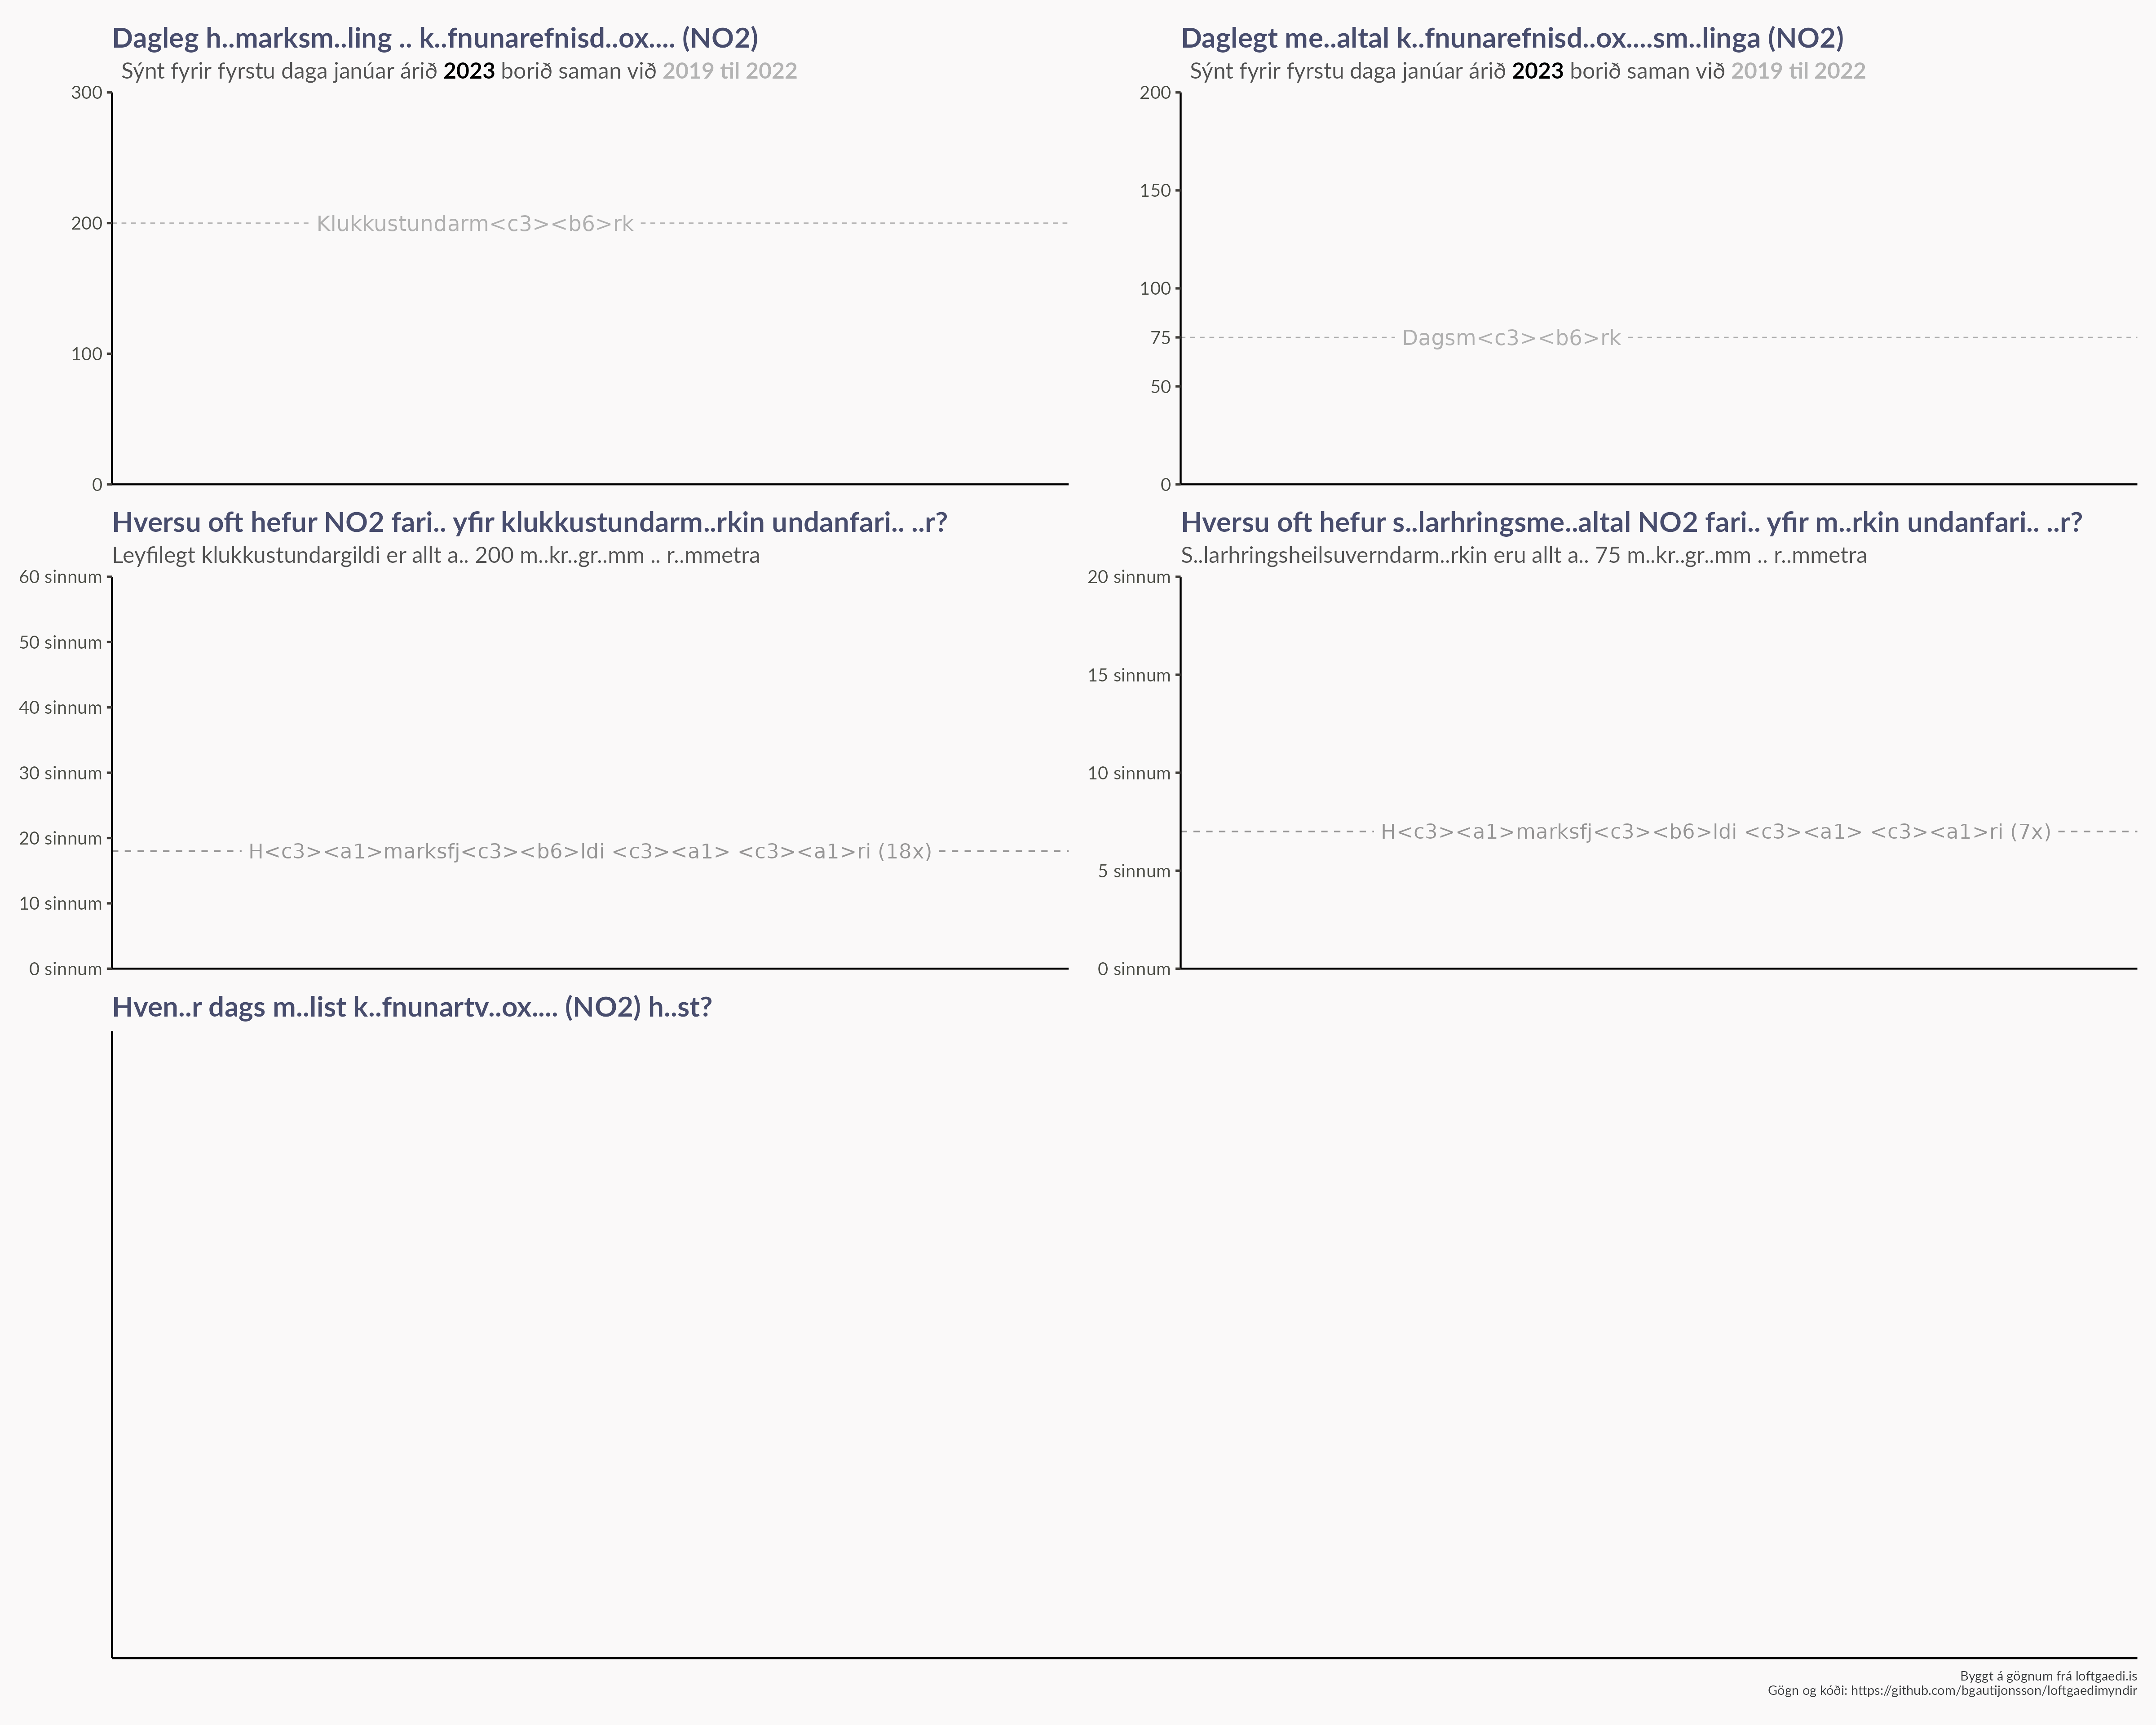 Dagleg h..marksm..ling .. k..fnunarefnisd..ox.... (NO2)
Sýnt fyrir fyrstu daga janúar árið 2023 borið saman við 2019 til 2022
300
200
100
0
Klukkustundarm<c3><b6>rk
Daglegt me..altal k..fnunarefnisd..ox....sm..linga (NO2)
Sýnt fyrir fyrstu daga janúar árið 2023 borið saman við 2019 til 2022
200
150
100
75
50
0
Dagsm<c3><b6>rk
Hversu oft hefur NO2 fari.. yfir klukkustundarm..rkin undanfari.. ..r?
Leyfilegt klukkustundargildi er allt a.. 200 m..kr..gr..mm .. r..mmetra
60 sinnum
50 sinnum
40 sinnum
30 sinnum
20 sinnum
10 sinnum
0 sinnum
H<c3><a1>marksfj<c3><b6>ldi <c3><a1> <c3><a1>ri (18x)
Hversu oft hefur s..larhringsme..altal NO2 fari.. yfir m..rkin undanfari.. ..r?
S..larhringsheilsuverndarm..rkin eru allt a.. 75 m..kr..gr..mm .. r..mmetra
20 sinnum
15 sinnum
10 sinnum
5 sinnum
0 sinnum
H<c3><a1>marksfj<c3><b6>ldi <c3><a1> <c3><a1>ri (7x)
Hven..r dags m..list k..fnunartv..ox.... (NO2) h..st?
Byggt á gögnum frá loftgaedi.is
Gögn og kóði: https://github.com/bgautijonsson/loftgaedimyndir